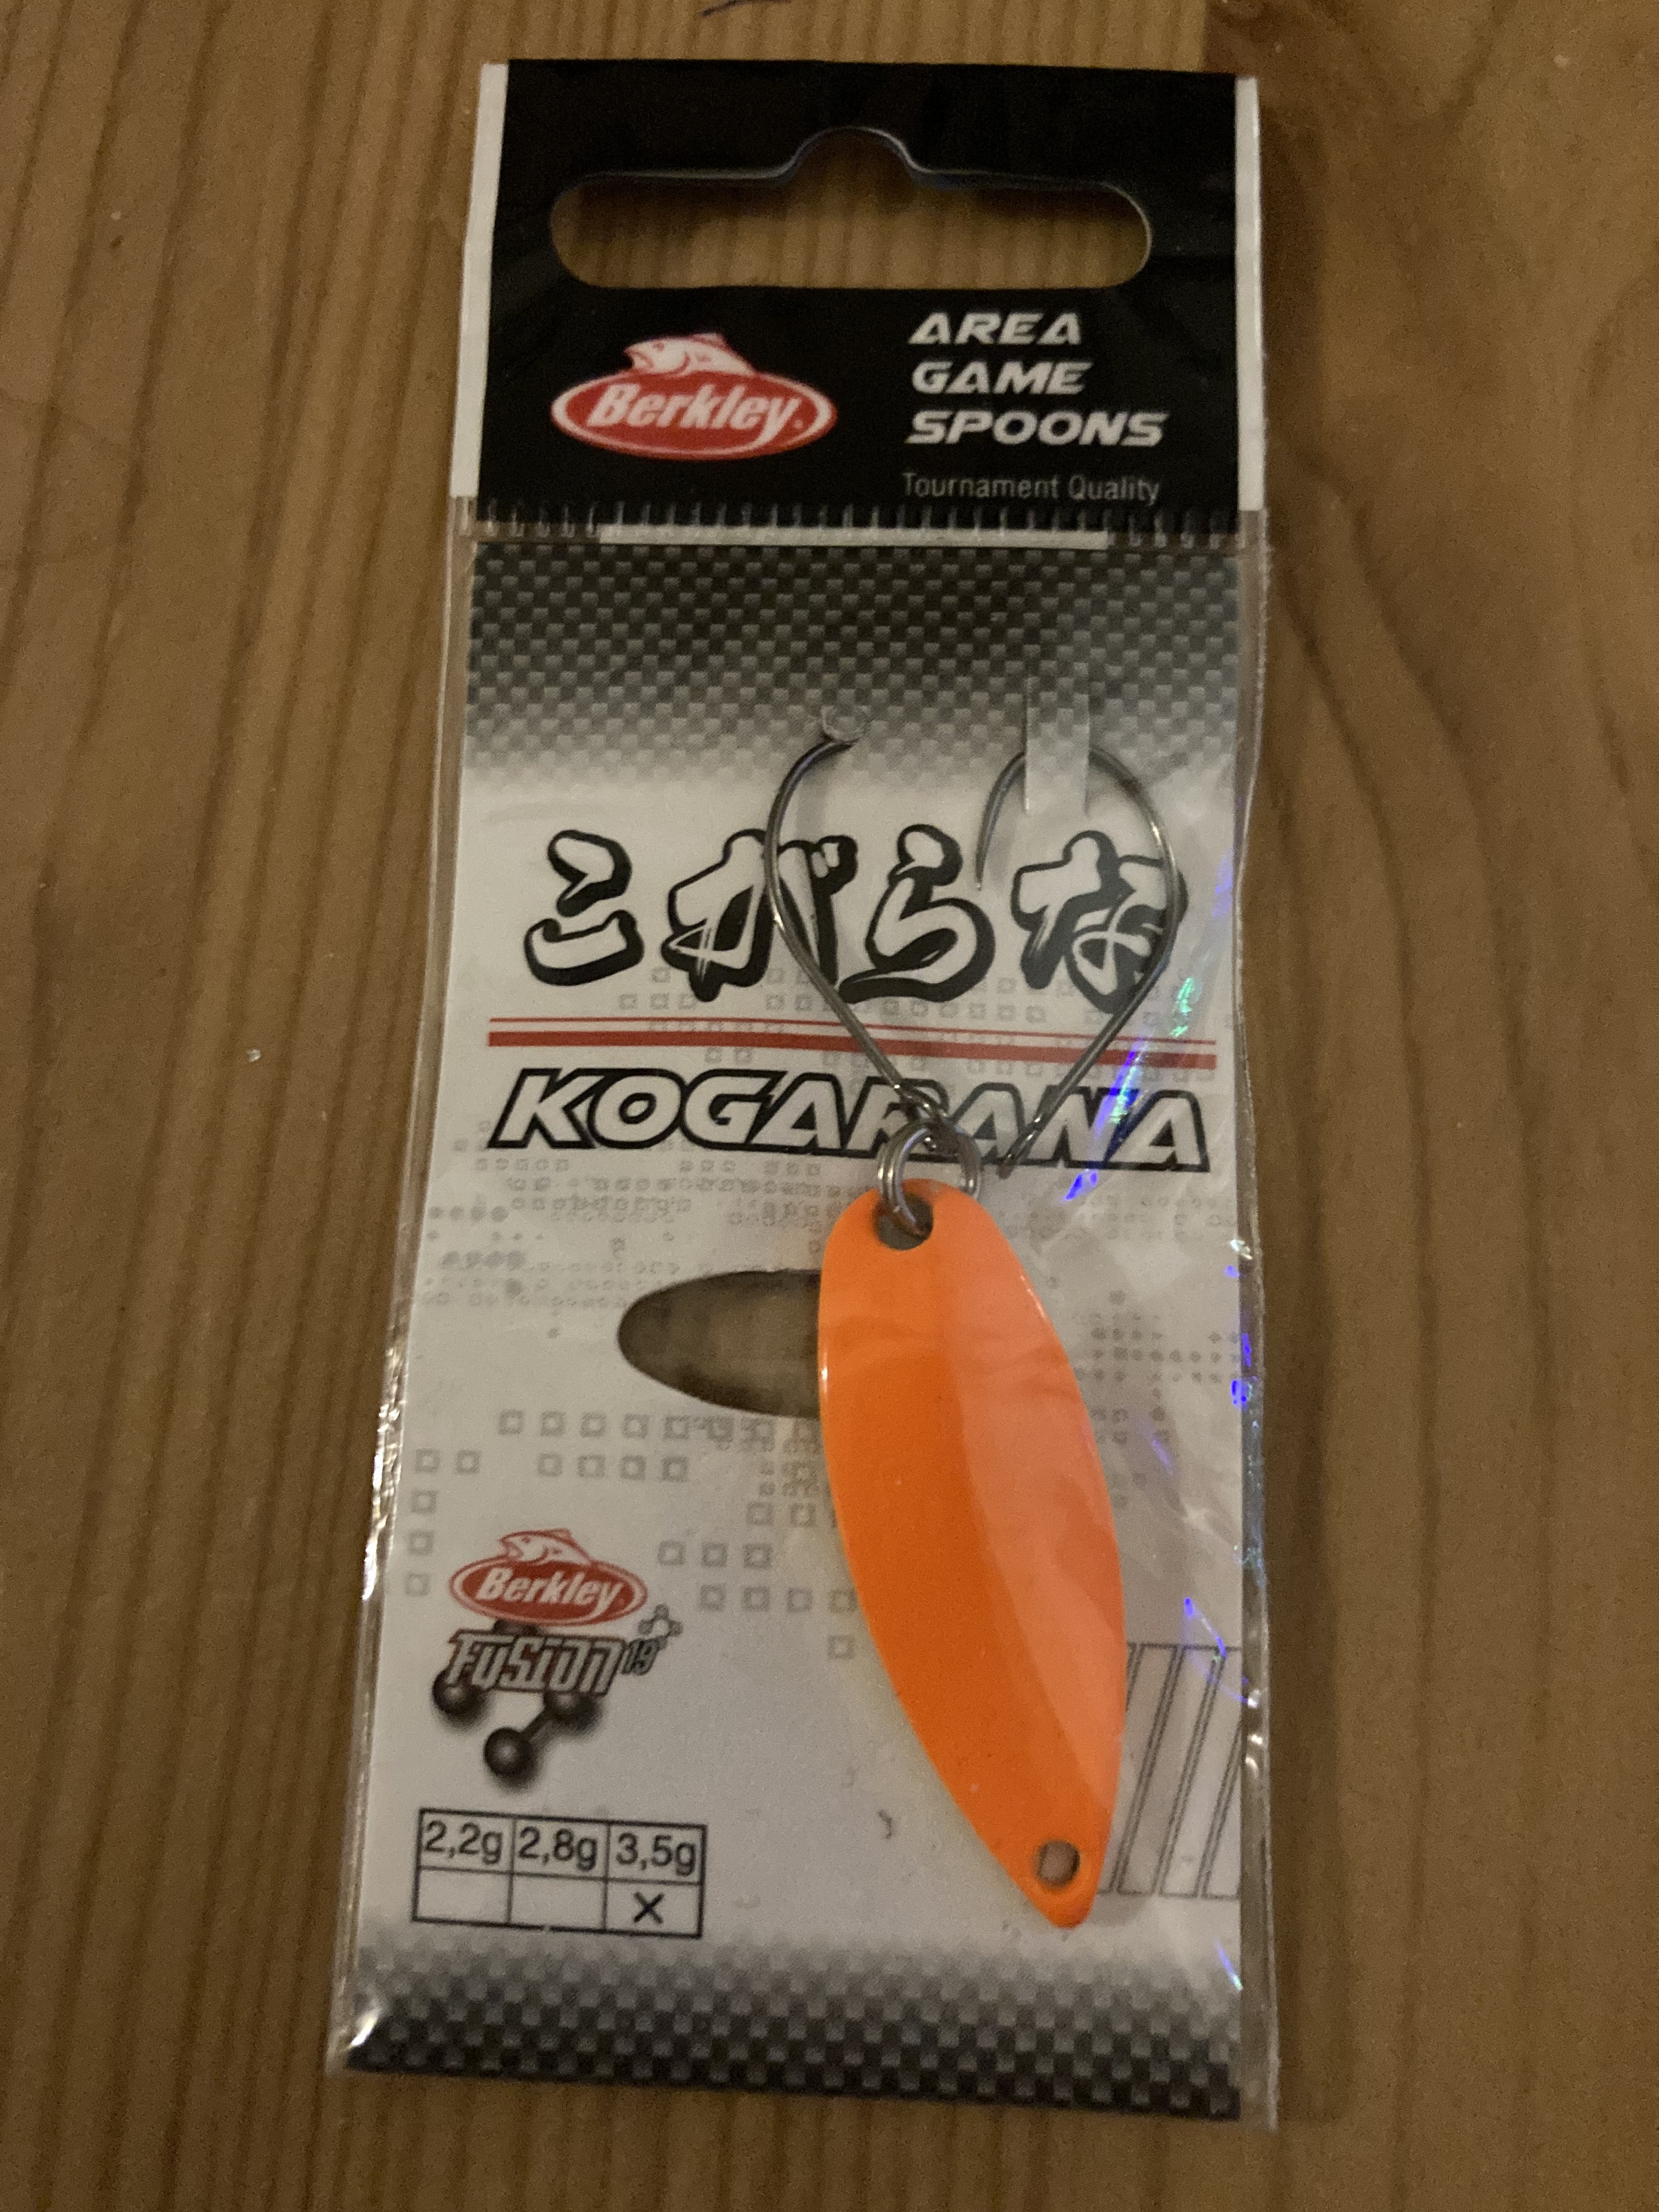 Berkley
AREA
GAME
SPOONS
Tournament Quality
こがらな
KOGARANA
Berkley
FUSION19
2,2g 2,8g 3,5g
X